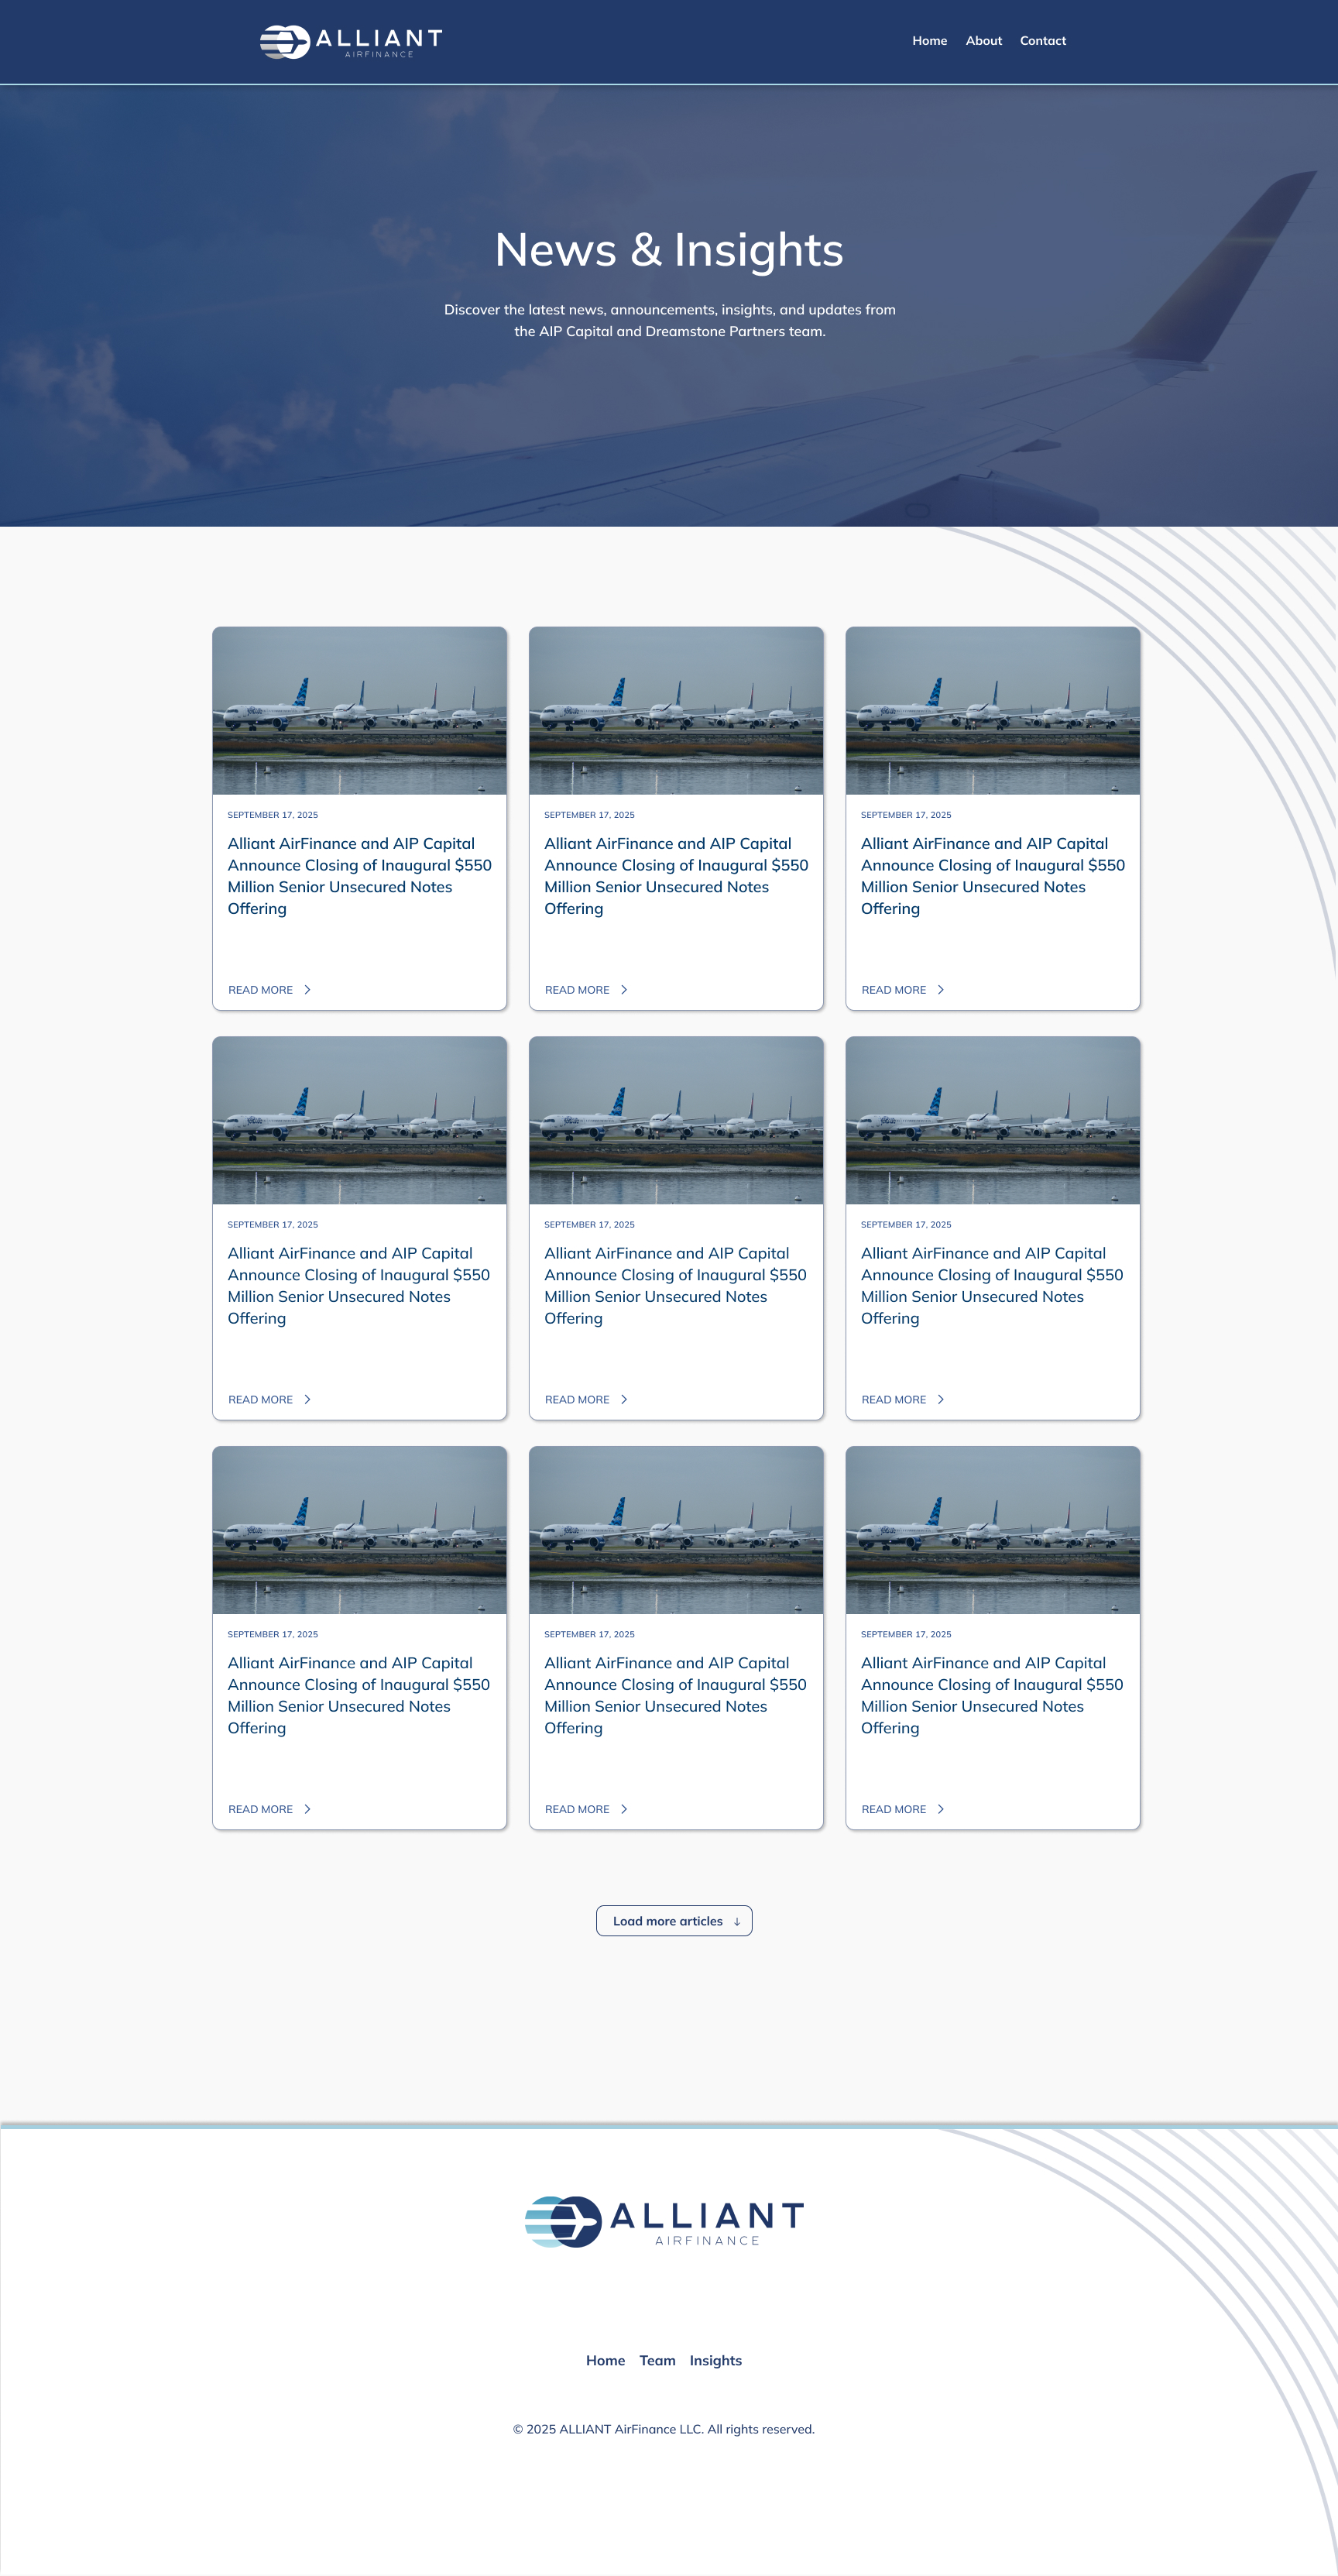 ALLIANT
AIRFINANCE
Home About Contact
News & Insights
Discover the latest news, announcements, insights, and updates from
the AIP Capital and Dreamstone Partners team.
SEPTEMBER 17, 2025
Alliant AirFinance and AIP Capital
Announce Closing of Inaugural $550
Million Senior Unsecured Notes
Offering
READ MORE
SEPTEMBER 17, 2025
Alliant AirFinance and AIP Capital
Announce Closing of Inaugural $550
Million Senior Unsecured Notes
Offering
READ MORE
SEPTEMBER 17, 2025
Alliant AirFinance and AIP Capital
Announce Closing of Inaugural $550
Million Senior Unsecured Notes
Offering
READ MORE
SEPTEMBER 17, 2025
Alliant AirFinance and AIP Capital
Announce Closing of Inaugural $550
Million Senior Unsecured Notes
Offering
READ MORE
SEPTEMBER 17, 2025
Alliant AirFinance and AIP Capital
Announce Closing of Inaugural $550
Million Senior Unsecured Notes
Offering
READ MORE
SEPTEMBER 17, 2025
Alliant AirFinance and AIP Capital
Announce Closing of Inaugural $550
Million Senior Unsecured Notes
Offering
READ MORE
SEPTEMBER 17, 2025
Alliant AirFinance and AIP Capital
Announce Closing of Inaugural $550
Million Senior Unsecured Notes
Offering
READ MORE
SEPTEMBER 17, 2025
Alliant AirFinance and AIP Capital
Announce Closing of Inaugural $550
Million Senior Unsecured Notes
Offering
READ MORE
SEPTEMBER 17, 2025
Alliant AirFinance and AIP Capital
Announce Closing of Inaugural $550
Million Senior Unsecured Notes
Offering
READ MORE
Load more articles ↓
ALLIANT
AIRFINANCE
Home Team Insights
© 2025 ALLIANT AirFinance LLC. All rights reserved.